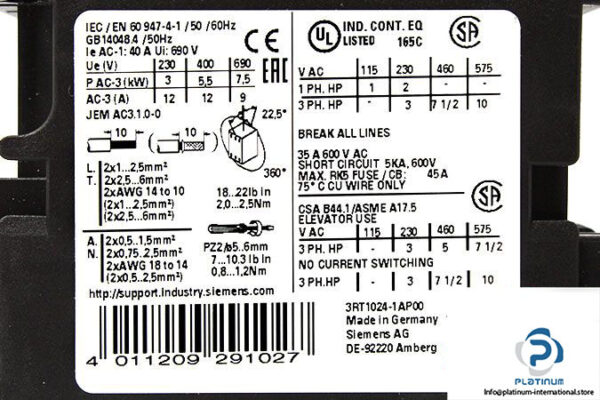 IEC / EN 60 947-4-1 / 50 /60Hz
GB14048.4 /50Hz
Ie AC-1: 40 A Ui: 690 V
Ue (V) 230 400 690
P AC-3 (kW) 3 5,5 7,5
AC-3 (A) 12 12 9
JEM AC3.1.0-0
CE
EAC
10
10
22,5°
360°
L. 2x1...2,5mm²
T. 2x2,5...6mm²
2xAWG 14 to 10
(2x1...2,5mm²)
(2x2,5...6mm²)
18...22lb in
2,0...2,5Nm
A. 2x0,5...1,5mm²
N. 2x0,75...2,5mm²
2xAWG 18 to 14
(2x0,5...2,5mm²)
PZ2/ø5...6mm
7...10.3lb in
0,8...1,2Nm
http://support.industry.siemens.com
4 011209 291027
UL IND. CONT. EQ
LISTED 165C
SA
V AC 115 230 460 575
1 PH. HP 1 2 - -
3 PH. HP - 3 7 1/2 10
BREAK ALL LINES
35 A 600 V AC
SHORT CIRCUIT 5KA, 600V
MAX. RK5 FUSE / CB: 45A
75° C CU WIRE ONLY
SA
CSA B44.1/ASME A17.5
ELEVATOR USE
V AC 115 230 460 575
3 PH. HP - 3 5 7 1/2
NO CURRENT SWITCHING
3 PH.HP - 3 7 1/2 10
3RT1024-1AP00
Made in Germany
Siemens AG
DE-92220 Amberg
PLATINUM
Info@platinum-international.store